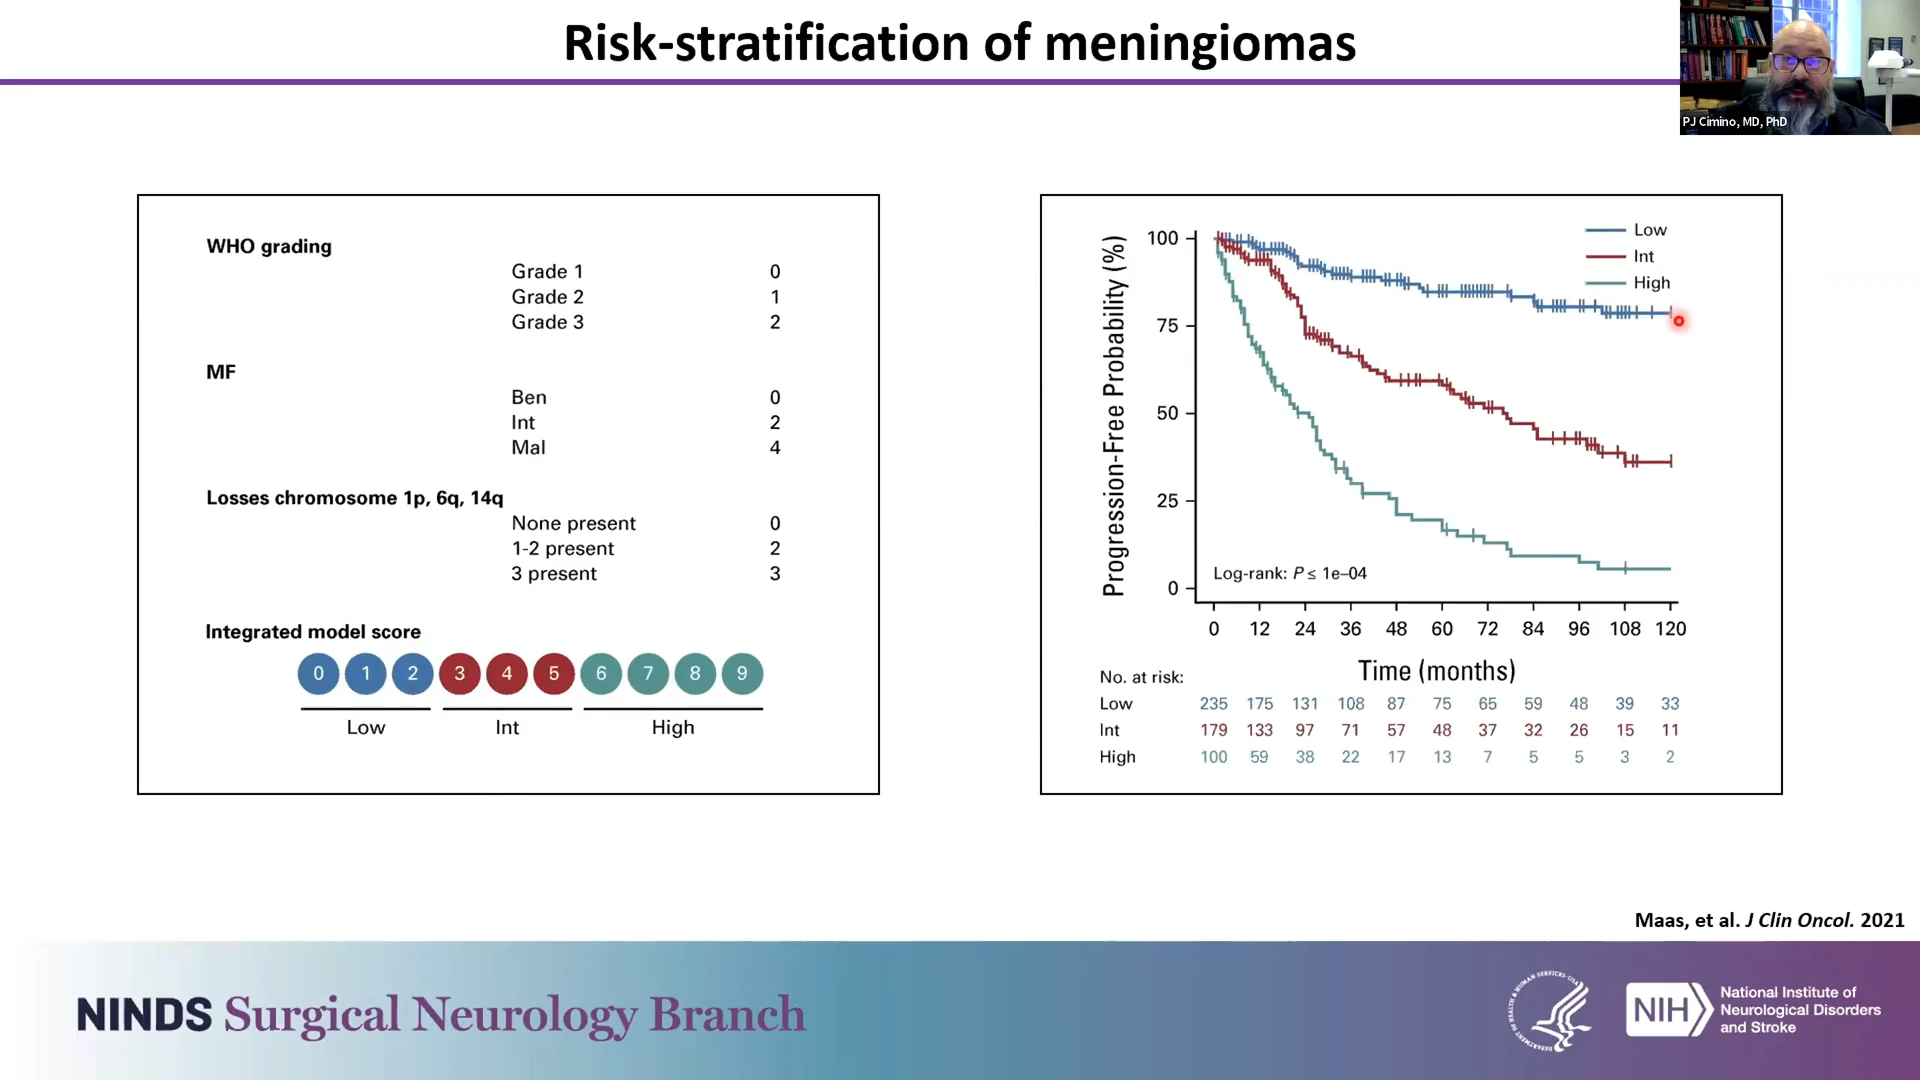 Risk-stratification of meningiomas
PJ Cimino, MD, PhD
WHO grading
Grade 1 0
Grade 2 1
Grade 3 2
MF
Ben 0
Int 2
Mal 4
Losses chromosome 1p, 6q, 14q
None present 0
1-2 present 2
3 present 3
Integrated model score
0 1 2 3 4 5 6 7 8 9
Low Int High
Progression-Free Probability (%)
100
75
50
25
0
Low
Int
High
Log-rank: P ≤ 1e–04
0 12 24 36 48 60 72 84 96 108 120
Time (months)
No. at risk:
Low 235 175 131 108 87 75 65 59 48 39 33
Int 179 133 97 71 57 48 37 32 26 15 11
High 100 59 38 22 17 13 7 5 5 3 2
Maas, et al. J Clin Oncol. 2021
NINDS Surgical Neurology Branch
DEPARTMENT OF HEALTH & HUMAN SERVICES · USA
NIH
National Institute of
Neurological Disorders
and Stroke